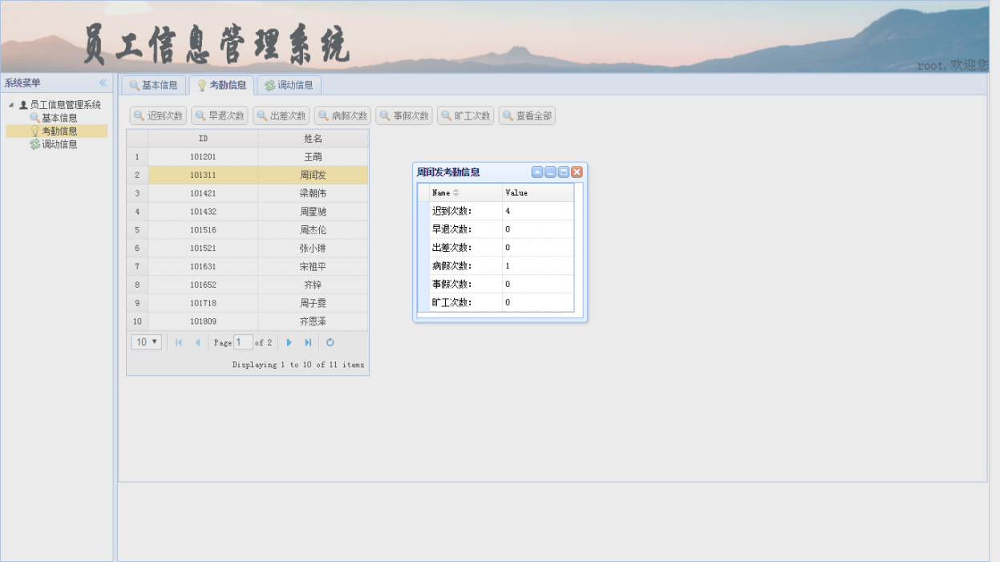 员工信息管理系统
root,欢迎您
系统菜单
员工信息管理系统
基本信息
考勤信息
调动信息
基本信息 考勤信息 调动信息
迟到次数 早退次数 出差次数 病假次数 事假次数 旷工次数 查看全部
ID 姓名
1 101201 王萌
2 101311 周润发
3 101421 梁朝伟
4 101432 周星驰
5 101516 周杰伦
6 101521 张小琳
7 101631 宋祖平
8 101652 齐锌
9 101718 周子雯
10 101809 齐恩泽
10 Page 1 of 2
Displaying 1 to 10 of 11 items
周润发考勤信息
Name Value
迟到次数: 4
早退次数: 0
出差次数: 0
病假次数: 1
事假次数: 0
旷工次数: 0